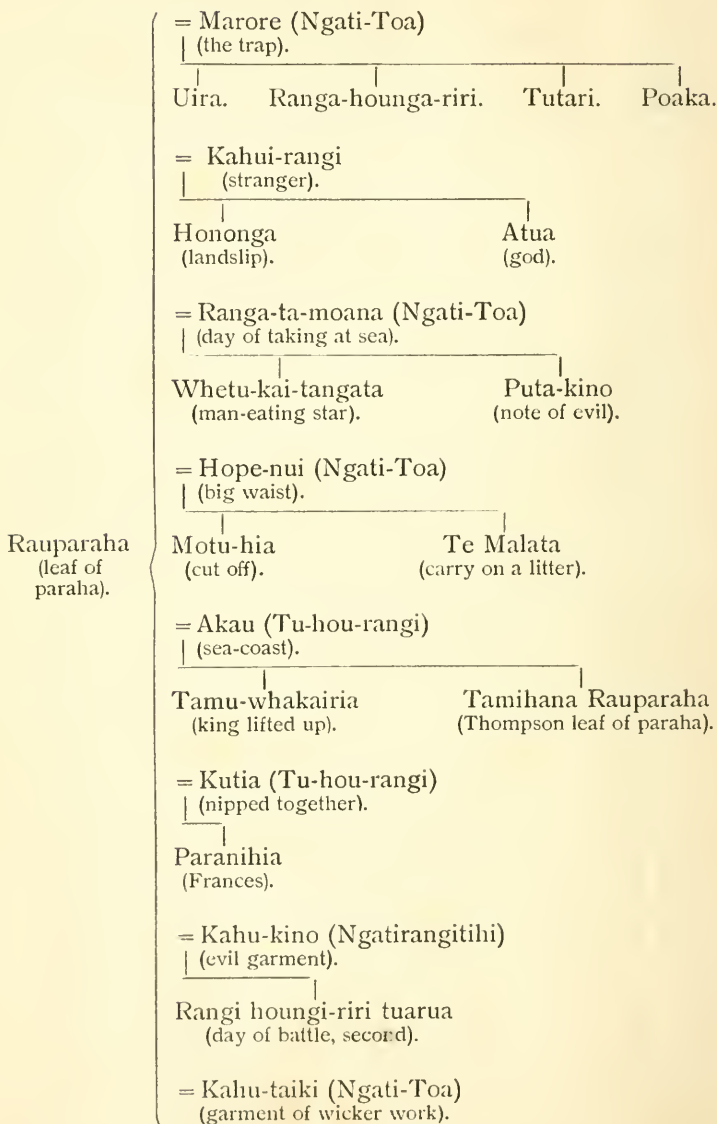 = Marore (Ngati-Toa)
(the trap).
Uira. Ranga-hounga-riri. Tutari. Poaka.
= Kahui-rangi
(stranger).
Hononga Atua
(landslip). (god).
= Ranga-ta-moana (Ngati-Toa)
(day of taking at sea).
Whetu-kai-tangata Puta-kino
(man-eating star). (note of evil).
= Hope-nui (Ngati-Toa)
(big waist).
Rauparaha
(leaf of
paraha).
Motu-hia Te Malata
(cut off). (carry on a litter).
= Akau (Tu-hou-rangi)
(sea-coast).
Tamu-whakairia Tamihana Rauparaha
(king lifted up). (Thompson leaf of paraha).
= Kutia (Tu-hou-rangi)
(nipped together).
Paranihia
(Frances).
= Kahu-kino (Ngatirangitihi)
(evil garment).
Rangi houngi-riri tuarua
(day of battle, second).
= Kahu-taiki (Ngati-Toa)
(garment of wicker work).